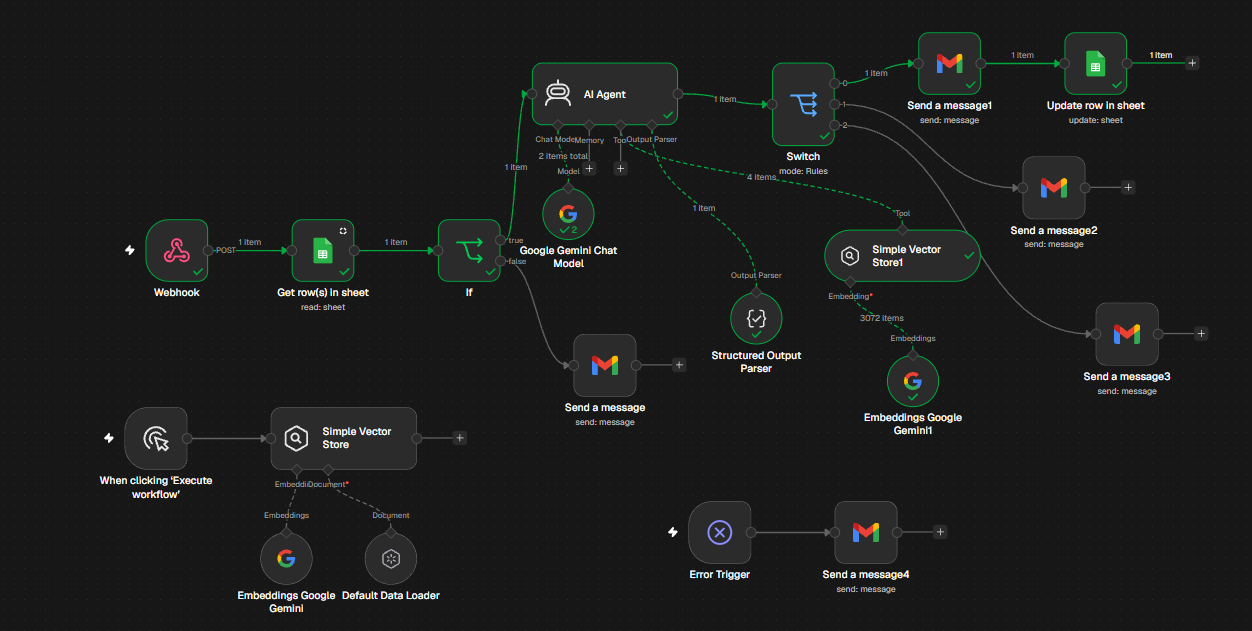 1 item
1 item
Send a message1
send: message
Update row in sheet
update: sheet
1 item
AI Agent
1 item
0
1
2
Switch
mode: Rules
Chat Model
Memory
Tool
Output Parser
2 items total
Model
2
Google Gemini Chat
Model
1 item
4 items
1 item
Send a message2
send: message
Tool
Simple Vector
Store1
Embedding*
3072 items
Embeddings
Embeddings Google
Gemini1
Output Parser
Structured Output
Parser
POST
1 item
Webhook
Get row(s) in sheet
read: sheet
1 item
If
true
false
Send a message
send: message
Send a message3
send: message
When clicking 'Execute
workflow'
Simple Vector
Store
Embeddi
Document*
Embeddings
Document
Embeddings Google
Gemini
Default Data Loader
Error Trigger
Send a message4
send: message